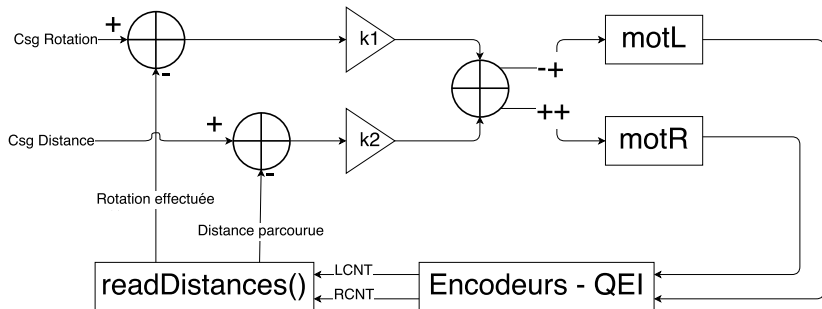 +
Csg Rotation
-
k1
motL
-+
++
+
Csg Distance
-
k2
motR
Rotation effectuée
Distance parcourue
readDistances()
LCNT
RCNT
Encodeurs - QEI